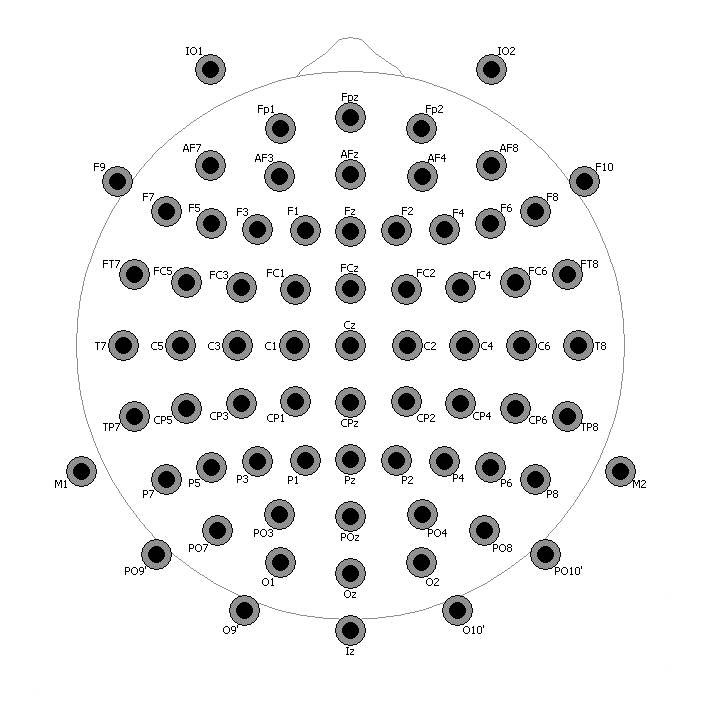 IO1 IO2
Fp1 Fpz Fp2
AF7 AF3 AFz AF4 AF8
F9 F10
F7 F5 F3 F1 Fz F2 F4 F6 F8
FT7 FC5 FC3 FC1 FCz FC2 FC4 FC6 FT8
T7 C5 C3 C1 Cz C2 C4 C6 T8
TP7 CP5 CP3 CP1 CPz CP2 CP4 CP6 TP8
M1 M2
P7 P5 P3 P1 Pz P2 P4 P6 P8
PO7 PO3 POz PO4 PO8
PO9' PO10'
O1 Oz O2
O9' O10'
Iz